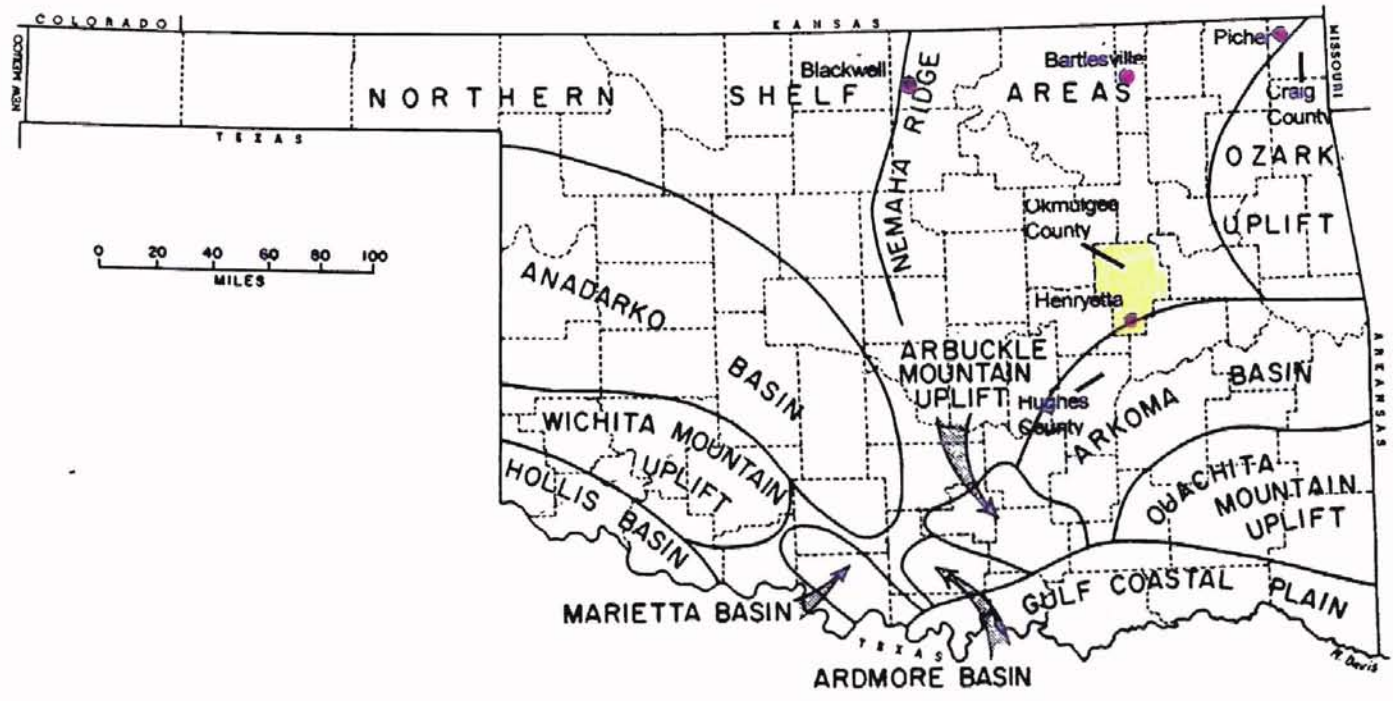 COLORADO
KANSAS
NEW MEXICO
MISSOURI
Picher
Blackwell
Bartlesville
NORTHERN SHELF AREAS
Craig
County
TEXAS
NEMAHA RIDGE
OZARK
UPLIFT
Okmulgee
County
0 20 40 60 80 100
MILES
ANADARKO
BASIN
Henryetta
ARBUCKLE
MOUNTAIN
UPLIFT
Hughes
County
ARKOMA
BASIN
ARKANSAS
WICHITA MOUNTAIN
UPLIFT
HOLLIS BASIN
OUACHITA
MOUNTAIN
UPLIFT
MARIETTA BASIN
GULF COASTAL PLAIN
TEXAS
ARDMORE BASIN
M. Davis